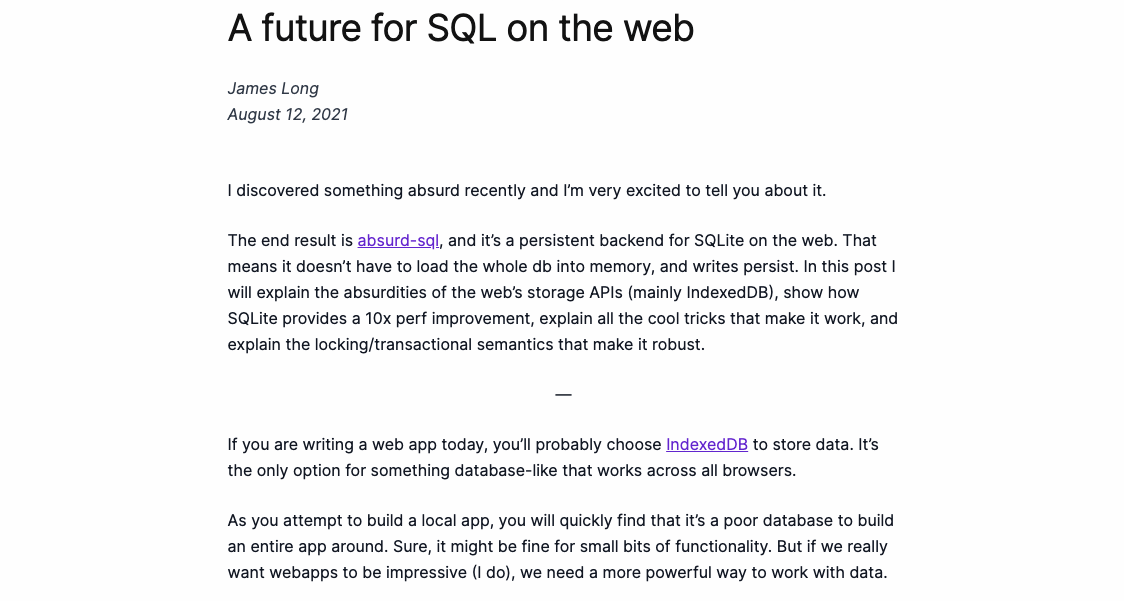 A future for SQL on the web
James Long
August 12, 2021
I discovered something absurd recently and I’m very excited to tell you about it.
The end result is absurd-sql, and it’s a persistent backend for SQLite on the web. That
means it doesn’t have to load the whole db into memory, and writes persist. In this post I
will explain the absurdities of the web’s storage APIs (mainly IndexedDB), show how
SQLite provides a 10x perf improvement, explain all the cool tricks that make it work, and
explain the locking/transactional semantics that make it robust.
—
If you are writing a web app today, you’ll probably choose IndexedDB to store data. It’s
the only option for something database-like that works across all browsers.
As you attempt to build a local app, you will quickly find that it’s a poor database to build
an entire app around. Sure, it might be fine for small bits of functionality. But if we really
want webapps to be impressive (I do), we need a more powerful way to work with data.